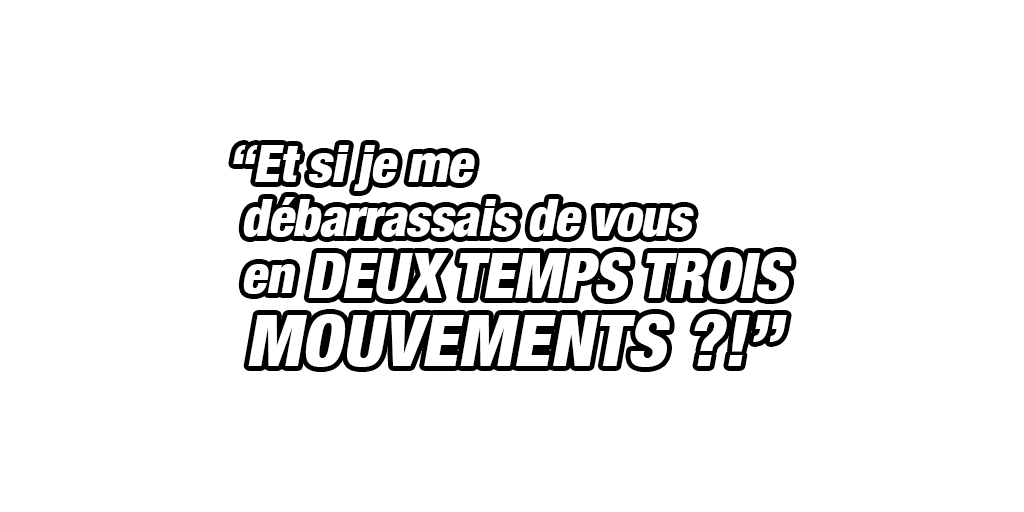 “Et si je me
débarrassais de vous
en DEUX TEMPS TROIS
MOUVEMENTS ?!”